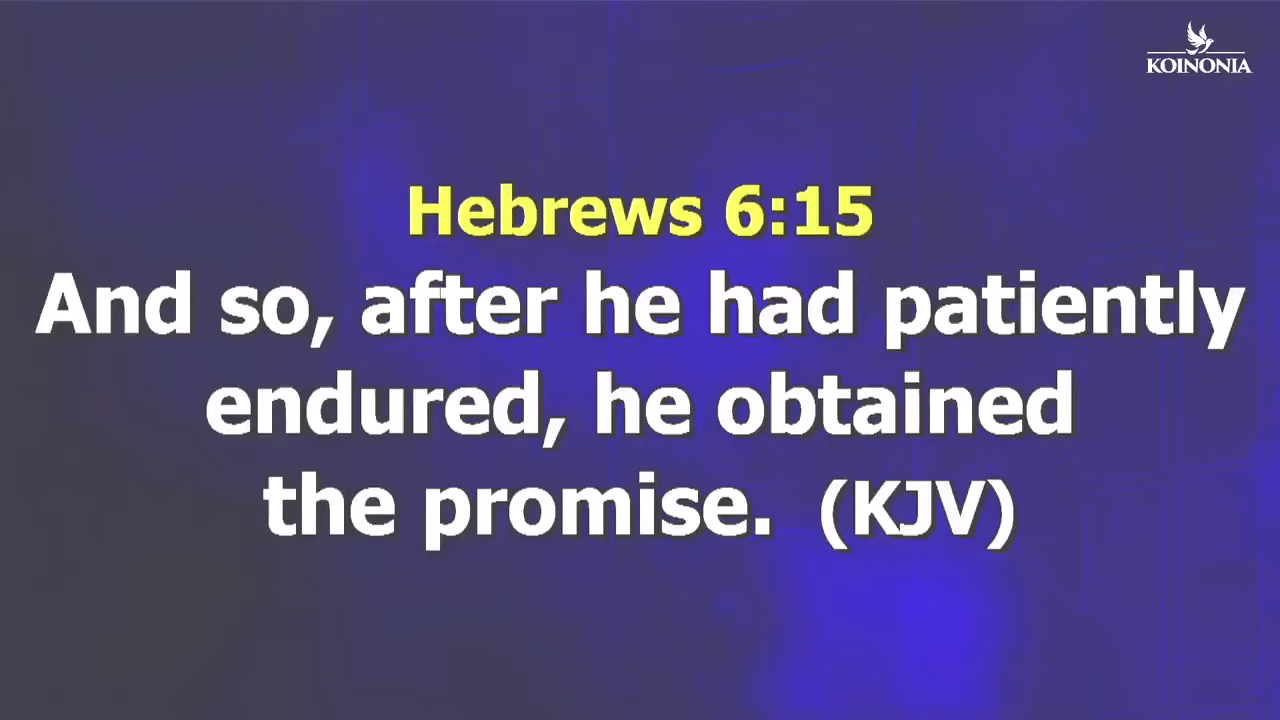 KOINONIA
Hebrews 6:15
And so, after he had patiently
endured, he obtained
the promise. (KJV)